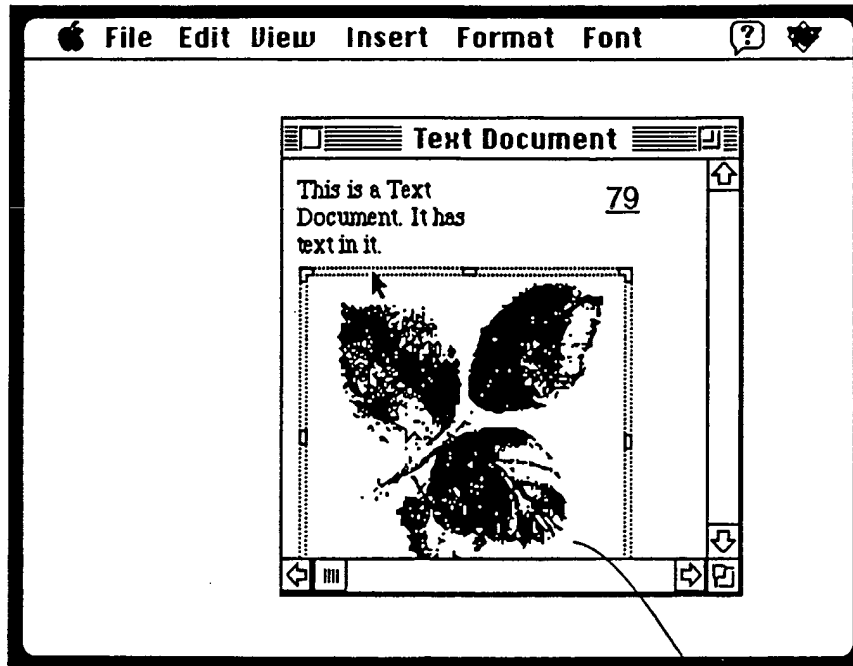 File Edit View Insert Format Font ?
Text Document
This is a Text
Document. It has
text in it.
79